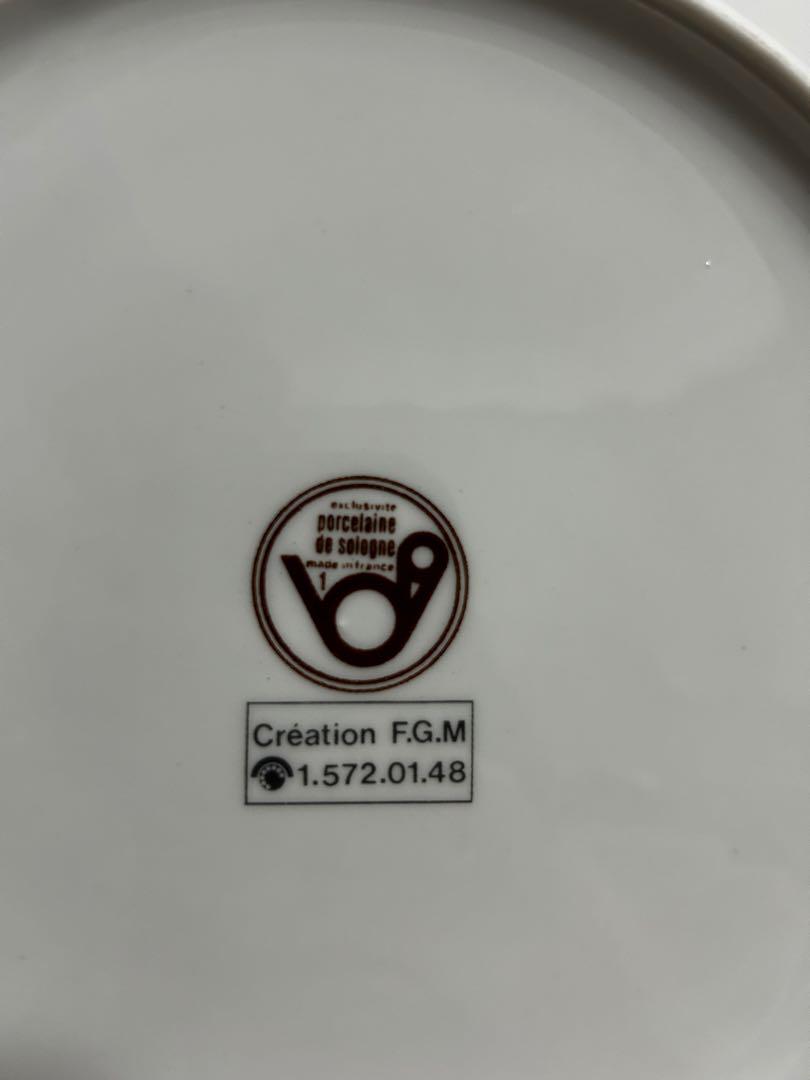 exclusivité
porcelaine
de sologne
made in france
1
Création F.G.M
1.572.01.48